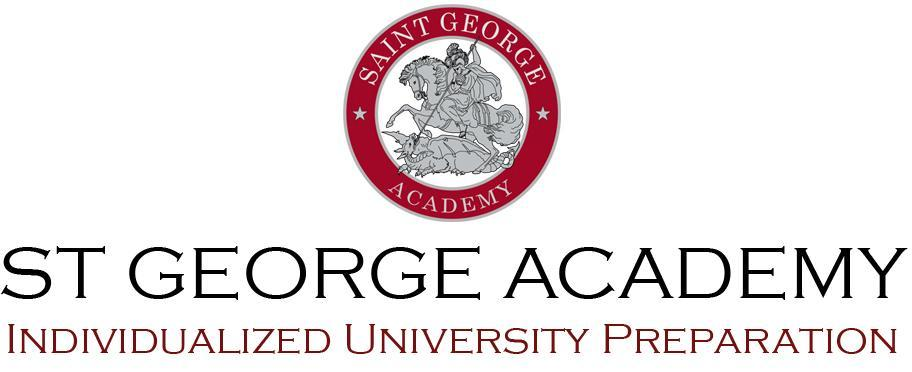 SAINT GEORGE
ACADEMY
ST GEORGE ACADEMY
INDIVIDUALIZED UNIVERSITY PREPARATION